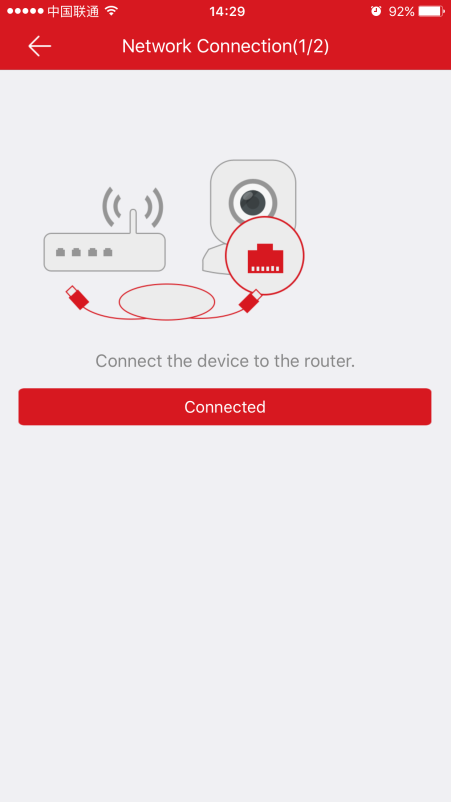 中国联通 14:29 92%
Network Connection(1/2)
Connect the device to the router.
Connected